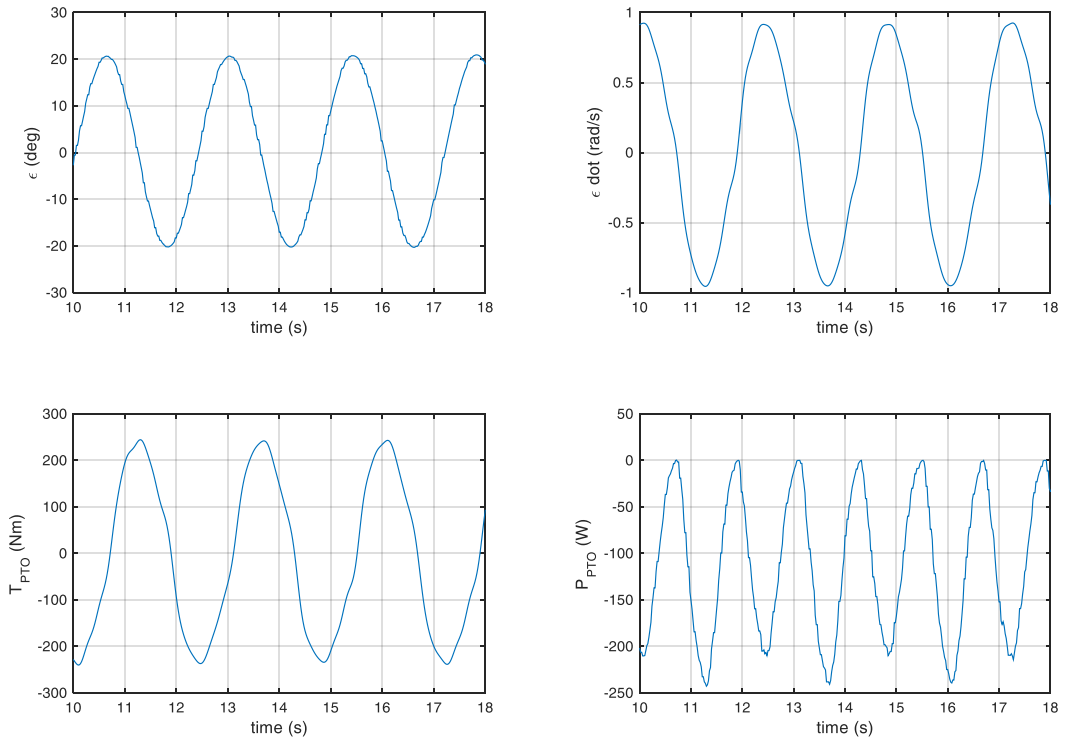 30
20
10
0
-10
-20
-30
ϵ (deg)
10 11 12 13 14 15 16 17 18
time (s)
1
0.5
0
-0.5
-1
ϵ dot (rad/s)
10 11 12 13 14 15 16 17 18
time (s)
300
200
100
0
-100
-200
-300
T_PTO (Nm)
10 11 12 13 14 15 16 17 18
time (s)
50
0
-50
-100
-150
-200
-250
P_PTO (W)
10 11 12 13 14 15 16 17 18
time (s)